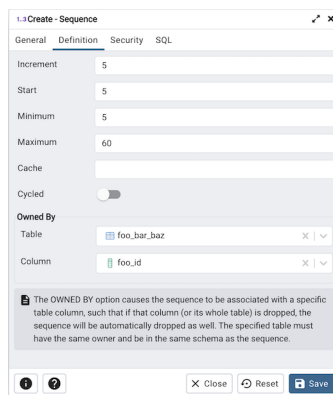 1..3 Create - Sequence
General Definition Security SQL
Increment 5
Start 5
Minimum 5
Maximum 60
Cache
Cycled
Owned By
Table foo_bar_baz
Column foo_id
The OWNED BY option causes the sequence to be associated with a specific
table column, such that if that column (or its whole table) is dropped, the
sequence will be automatically dropped as well. The specified table must
have the same owner and be in the same schema as the sequence.
Close Reset Save